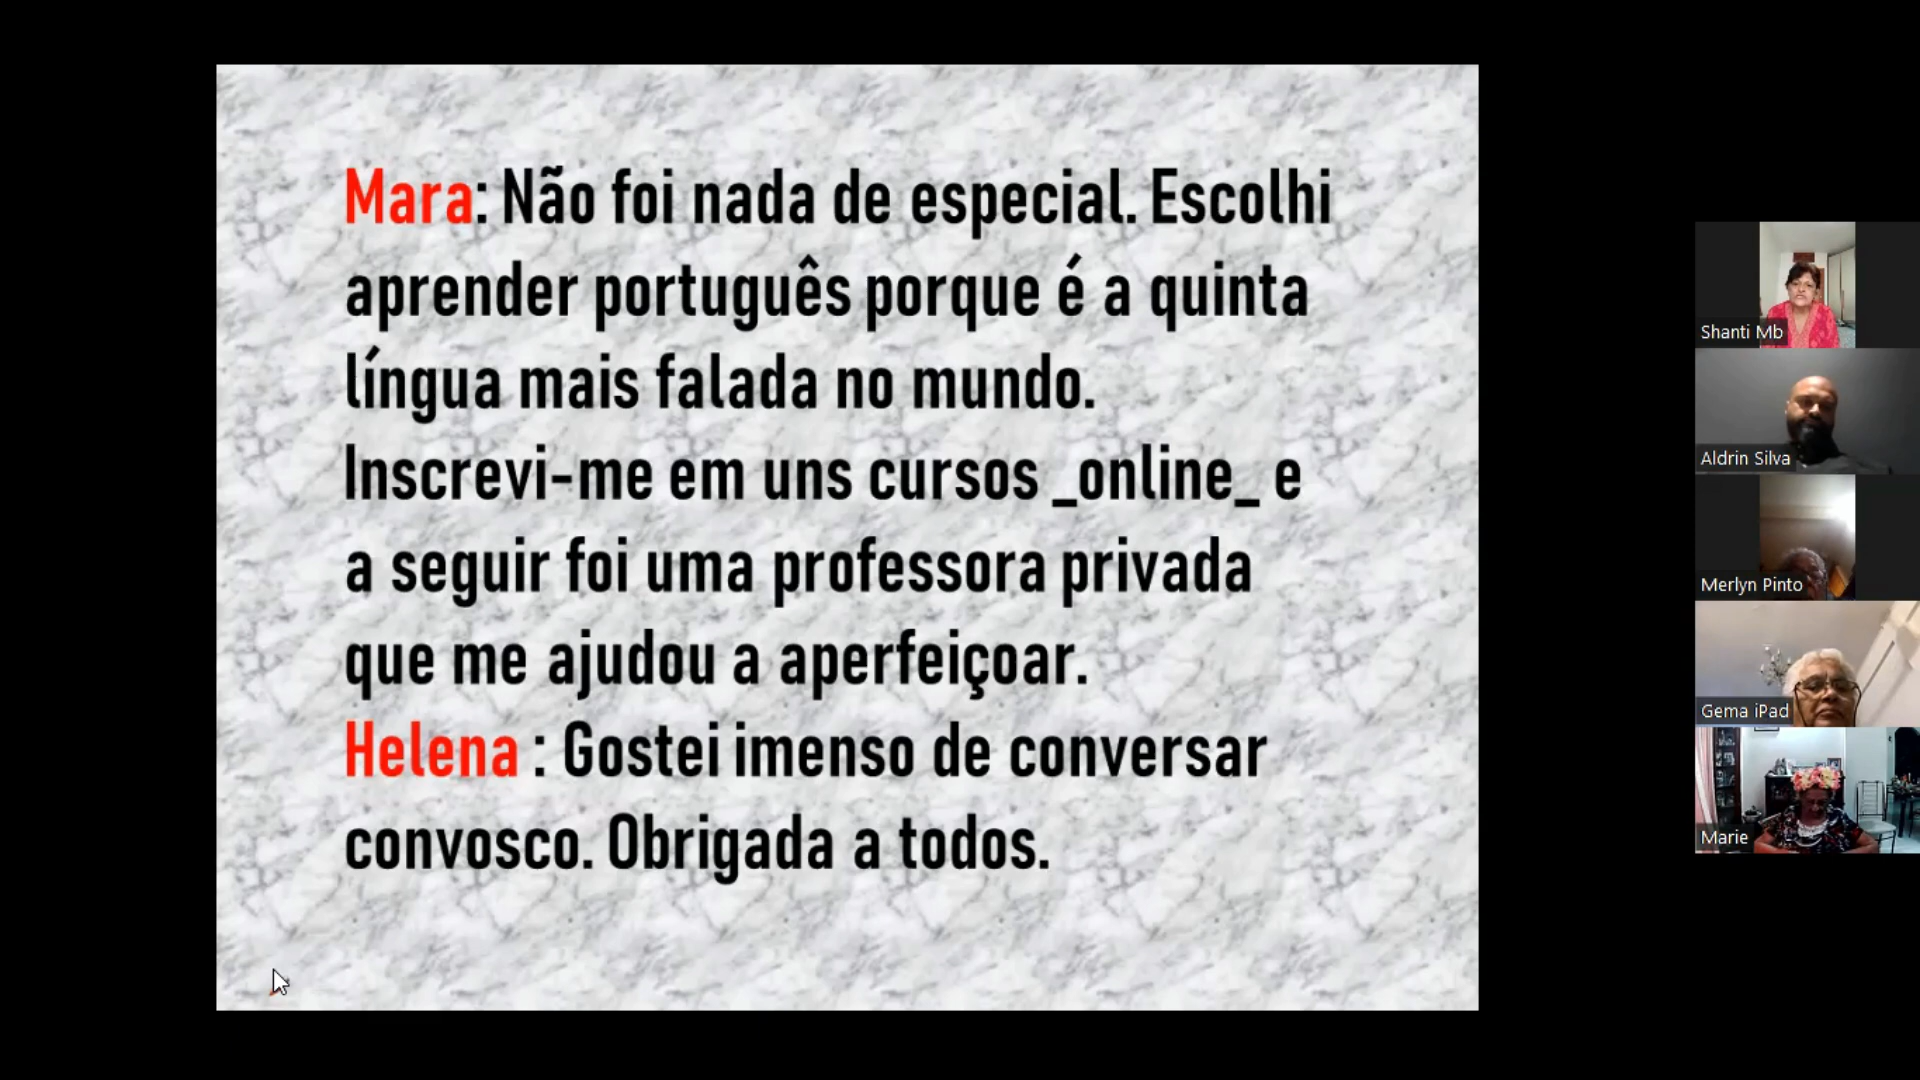 Mara: Não foi nada de especial. Escolhi
aprender português porque é a quinta
língua mais falada no mundo.
Inscrevi-me em uns cursos _online_ e
a seguir foi uma professora privada
que me ajudou a aperfeiçoar.
Helena : Gostei imenso de conversar
convosco. Obrigada a todos.
Shanti Mb
Aldrin Silva
Merlyn Pinto
Gema iPad
Marie